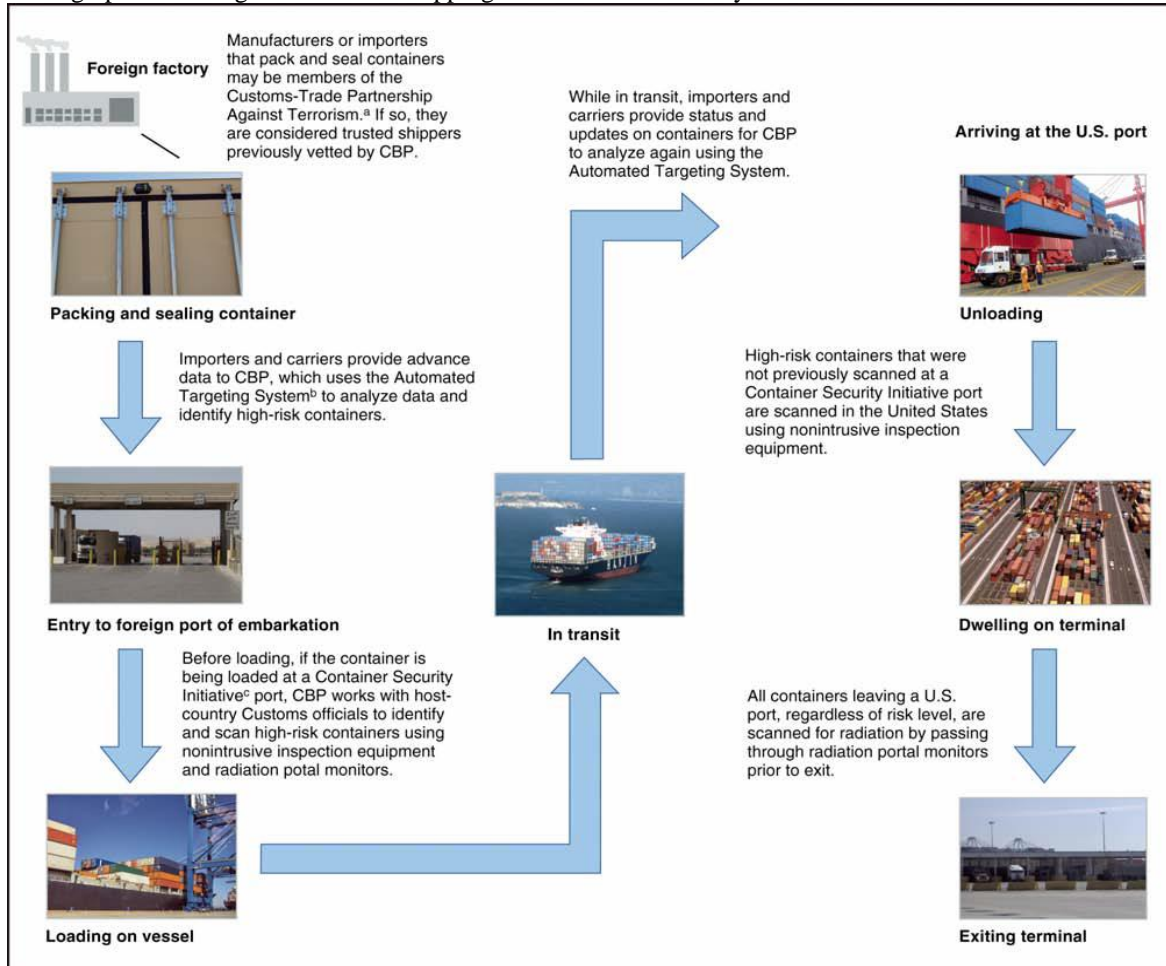 Foreign factory
Manufacturers or importers
that pack and seal containers
may be members of the
Customs-Trade Partnership
Against Terrorism.ᵃ If so, they
are considered trusted shippers
previously vetted by CBP.
Packing and sealing container
Importers and carriers provide advance
data to CBP, which uses the Automated
Targeting Systemᵇ to analyze data and
identify high-risk containers.
Entry to foreign port of embarkation
Before loading, if the container is
being loaded at a Container Security
Initiativeᶜ port, CBP works with host-
country Customs officials to identify
and scan high-risk containers using
nonintrusive inspection equipment
and radiation potal monitors.
Loading on vessel
In transit
While in transit, importers and
carriers provide status and
updates on containers for CBP
to analyze again using the
Automated Targeting System.
Arriving at the U.S. port
Unloading
High-risk containers that were
not previously scanned at a
Container Security Initiative port
are scanned in the United States
using nonintrusive inspection
equipment.
Dwelling on terminal
All containers leaving a U.S.
port, regardless of risk level, are
scanned for radiation by passing
through radiation portal monitors
prior to exit.
Exiting terminal